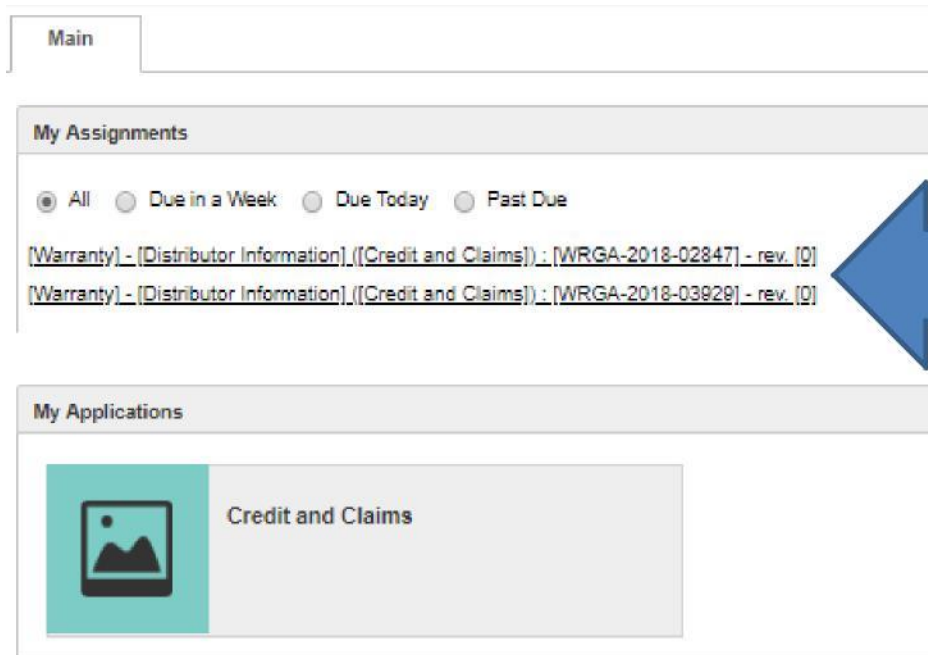 Main
My Assignments
All Due in a Week Due Today Past Due
[Warranty] - [Distributor Information] ([Credit and Claims]) : [WRGA-2018-02847] - rev. [0]
[Warranty] - [Distributor Information] ([Credit and Claims]) : [WRGA-2018-03929] - rev. [0]
My Applications
Credit and Claims